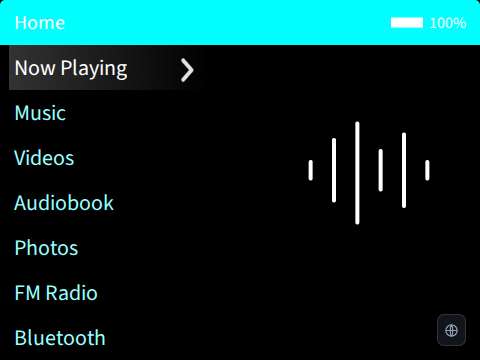 Home
100%
Now Playing
Music
Videos
Audiobook
Photos
FM Radio
Bluetooth